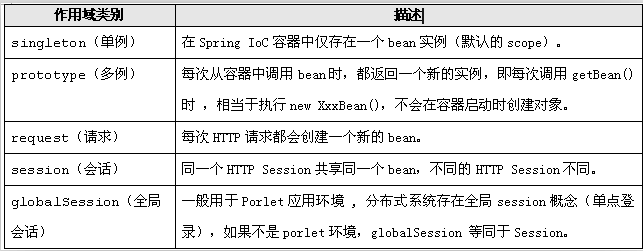 作用域类别 描述
singleton（单例） 在 Spring IoC 容器中仅存在一个 bean 实例（默认的 scope）。
prototype（多例） 每次从容器中调用 bean 时，都返回一个新的实例，即每次调用 getBean()
时 ，相当于执行 new XxxBean()，不会在容器启动时创建对象。
request（请求） 每次 HTTP 请求都会创建一个新的 bean。
session（会话） 同一个 HTTP Session 共享同一个 bean，不同的 HTTP Session 不同。
globalSession（全局 一般用于 Porlet 应用环境 , 分布式系统存在全局 session 概念（单点
会话） 登录），如果不是 porlet 环境，globalSession 等同于 Session。